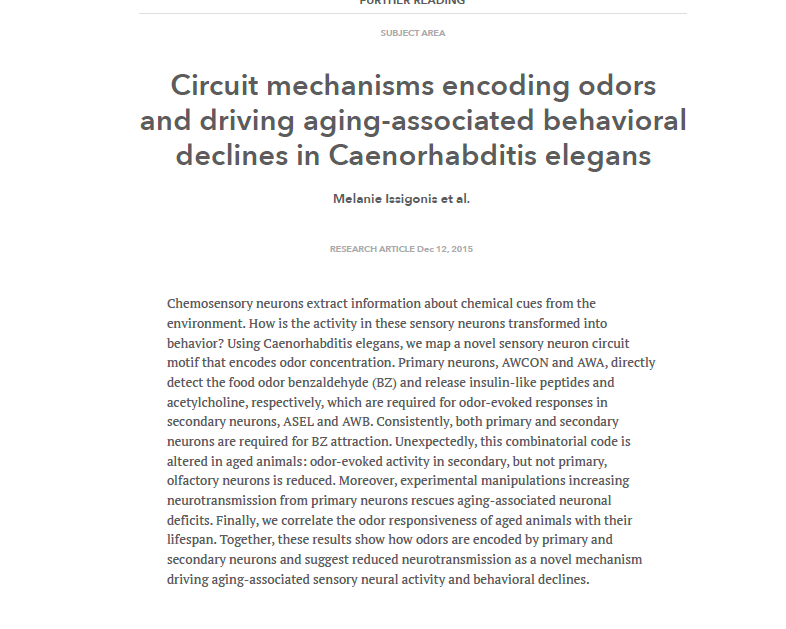 FURTHER READING
SUBJECT AREA
Circuit mechanisms encoding odors
and driving aging-associated behavioral
declines in Caenorhabditis elegans
Melanie Issigonis et al.
RESEARCH ARTICLE Dec 12, 2015
Chemosensory neurons extract information about chemical cues from the
environment. How is the activity in these sensory neurons transformed into
behavior? Using Caenorhabditis elegans, we map a novel sensory neuron circuit
motif that encodes odor concentration. Primary neurons, AWCON and AWA, directly
detect the food odor benzaldehyde (BZ) and release insulin-like peptides and
acetylcholine, respectively, which are required for odor-evoked responses in
secondary neurons, ASEL and AWB. Consistently, both primary and secondary
neurons are required for BZ attraction. Unexpectedly, this combinatorial code is
altered in aged animals: odor-evoked activity in secondary, but not primary,
olfactory neurons is reduced. Moreover, experimental manipulations increasing
neurotransmission from primary neurons rescues aging-associated neuronal
deficits. Finally, we correlate the odor responsiveness of aged animals with their
lifespan. Together, these results show how odors are encoded by primary and
secondary neurons and suggest reduced neurotransmission as a novel mechanism
driving aging-associated sensory neural activity and behavioral declines.